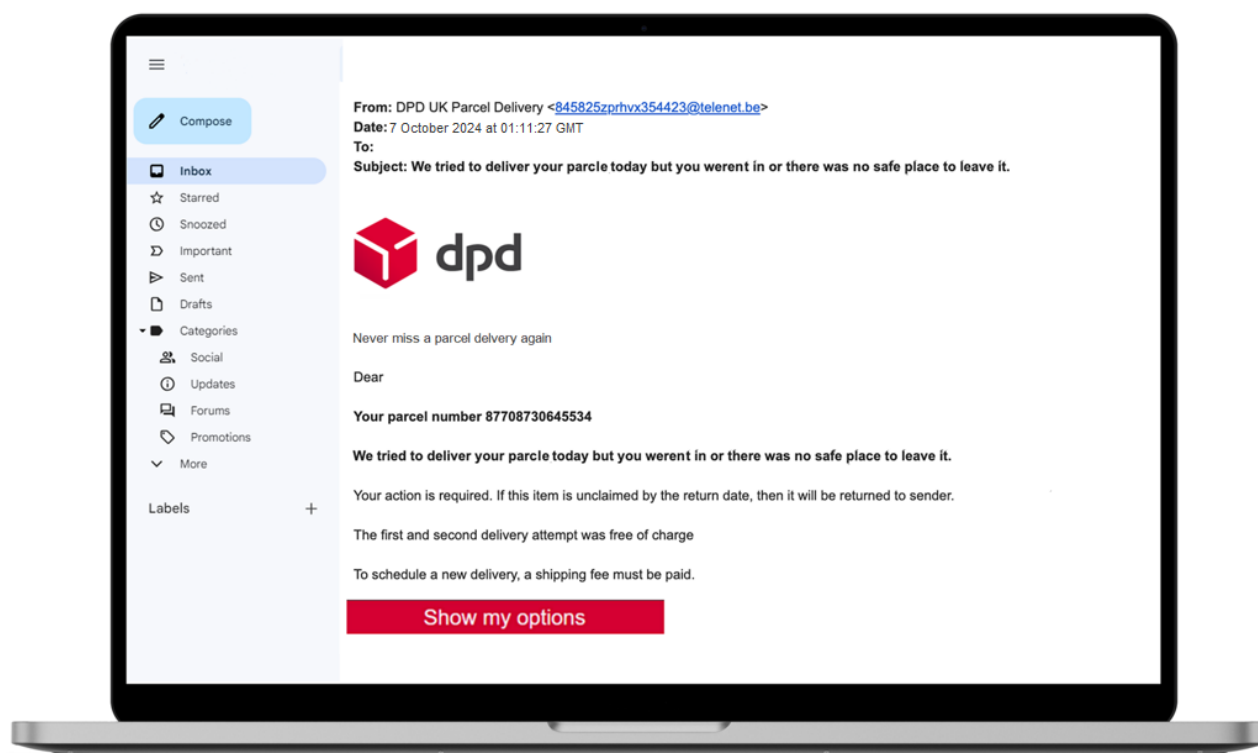 Compose
Inbox
Starred
Snoozed
Important
Sent
Drafts
Categories
Social
Updates
Forums
Promotions
More
Labels
From: DPD UK Parcel Delivery <845825zprhvx354423@telenet.be>
Date: 7 October 2024 at 01:11:27 GMT
To:
Subject: We tried to deliver your parcle today but you werent in or there was no safe place to leave it.
dpd
Never miss a parcel delvery again
Dear
Your parcel number 87708730645534
We tried to deliver your parcle today but you werent in or there was no safe place to leave it.
Your action is required. If this item is unclaimed by the return date, then it will be returned to sender.
The first and second delivery attempt was free of charge
To schedule a new delivery, a shipping fee must be paid.
Show my options